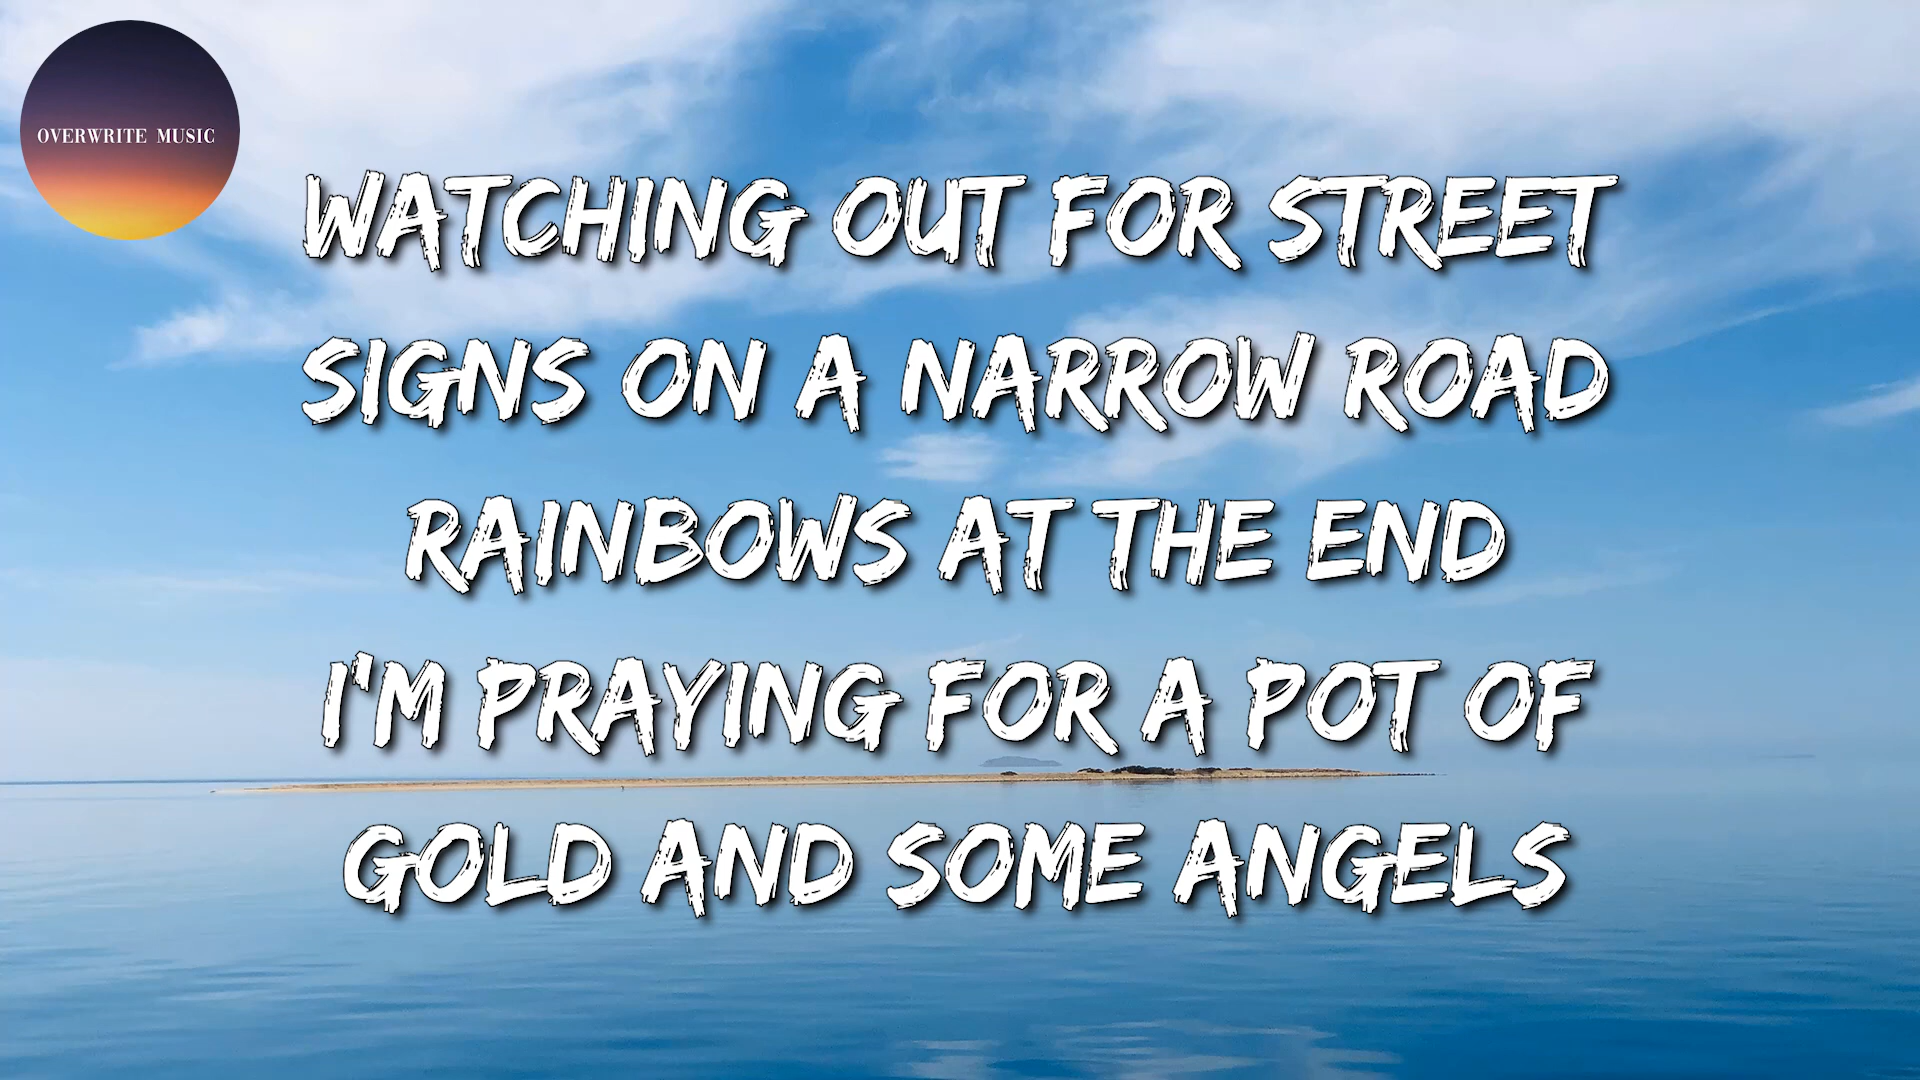 OVERWRITE MUSIC
WATCHING OUT FOR STREET
SIGNS ON A NARROW ROAD
RAINBOWS AT THE END
I'M PRAYING FOR A POT OF
GOLD AND SOME ANGELS